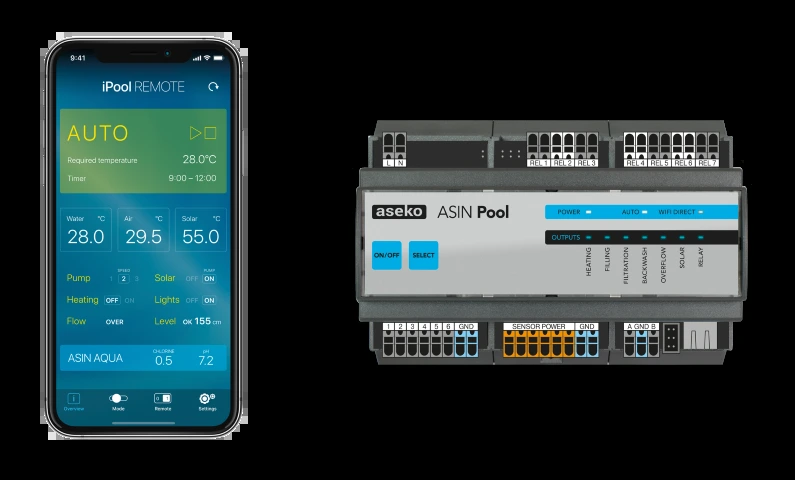 9:41
iPool REMOTE
AUTO
Required temperature 28.0°C
Timer 9:00 – 12:00
Water °C Air °C Solar °C
28.0 29.5 55.0
SPEED PUMP
Pump 1 2 3 Solar OFF ON
Heating OFF ON Lights OFF ON
Flow OVER Level OK 155 cm
CHLORINE pH
ASIN AQUA 0.5 7.2
Overview Mode Remote Settings
0 1
L N REL 1 REL 2 REL 3 REL 4 REL 5 REL 6 REL 7
aseko ASIN Pool
POWER AUTO WIFI DIRECT
OUTPUTS
ON/OFF SELECT
HEATING
FILLING
FILTRATION
BACKWASH
OVERFLOW
SOLAR
RELAY
1 2 3 4 5 6 GND SENSOR POWER GND A GND B